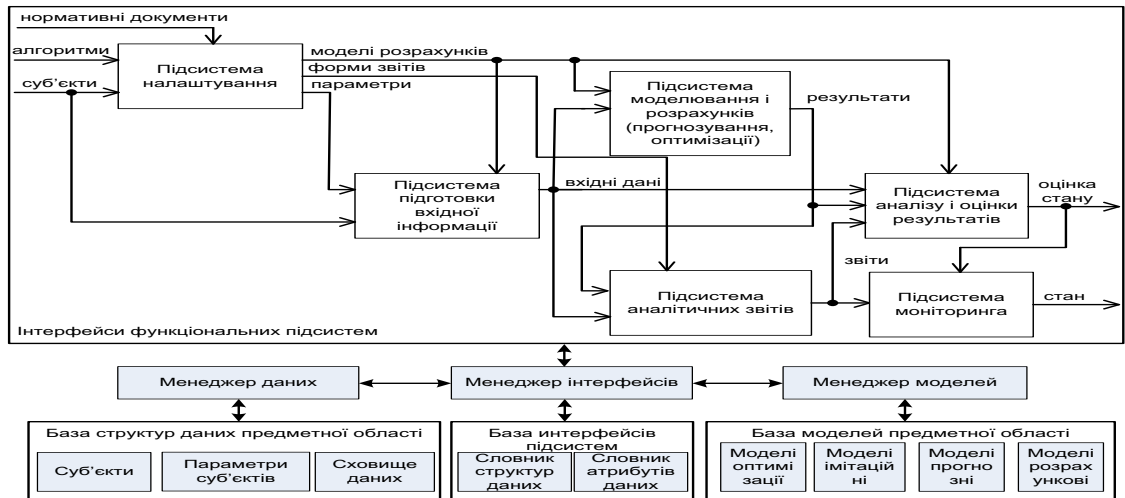 нормативні документи
алгоритми
суб'єкти
Підсистема
налаштування
моделі розрахунків
форми звітів
параметри
Підсистема
моделювання і
розрахунків
(прогнозування,
оптимізації)
результати
Підсистема
підготовки
вхідної
інформації
вхідні дані
Підсистема
аналізу і оцінки
результатів
оцінка
стану
Підсистема
аналітичних звітів
звіти
Підсистема
моніторинга
стан
Інтерфейси функціональних підсистем
Менеджер даних
Менеджер інтерфейсів
Менеджер моделей
База структур даних предметної області
Суб'єкти
Параметри
суб'єктів
Сховище
даних
База интерфейсів
підсистем
Словник
структур
даних
Словник
атрибутів
даних
База моделей предметної області
Моделі
оптимі
зації
Моделі
імітацій
ні
Моделі
прогно
зні
Моделі
розрах
ункові